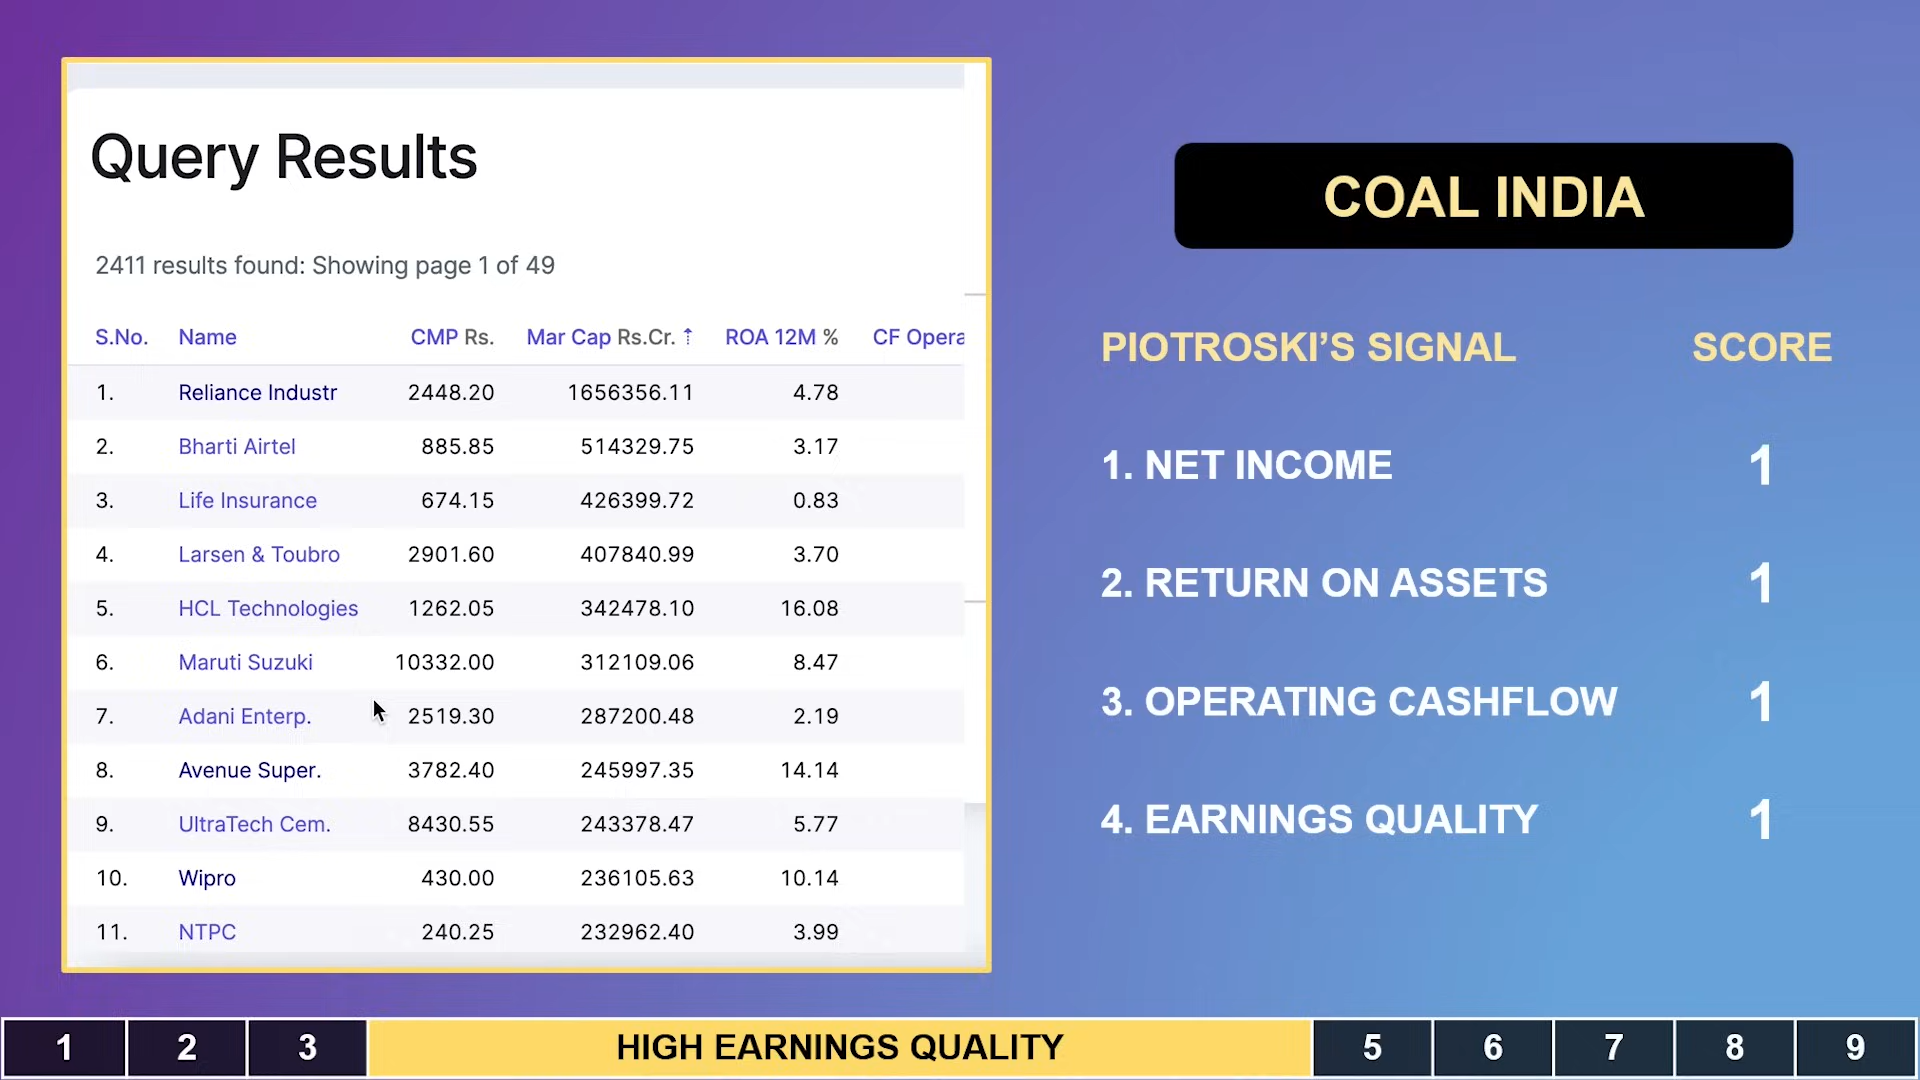 Query Results
2411 results found: Showing page 1 of 49
S.No. Name CMP Rs. Mar Cap Rs.Cr. ↑ ROA 12M % CF Opera
1. Reliance Industr 2448.20 1656356.11 4.78
2. Bharti Airtel 885.85 514329.75 3.17
3. Life Insurance 674.15 426399.72 0.83
4. Larsen & Toubro 2901.60 407840.99 3.70
5. HCL Technologies 1262.05 342478.10 16.08
6. Maruti Suzuki 10332.00 312109.06 8.47
7. Adani Enterp. 2519.30 287200.48 2.19
8. Avenue Super. 3782.40 245997.35 14.14
9. UltraTech Cem. 8430.55 243378.47 5.77
10. Wipro 430.00 236105.63 10.14
11. NTPC 240.25 232962.40 3.99
COAL INDIA
PIOTROSKI’S SIGNAL SCORE
1. NET INCOME 1
2. RETURN ON ASSETS 1
3. OPERATING CASHFLOW 1
4. EARNINGS QUALITY 1
1 2 3 HIGH EARNINGS QUALITY 5 6 7 8 9